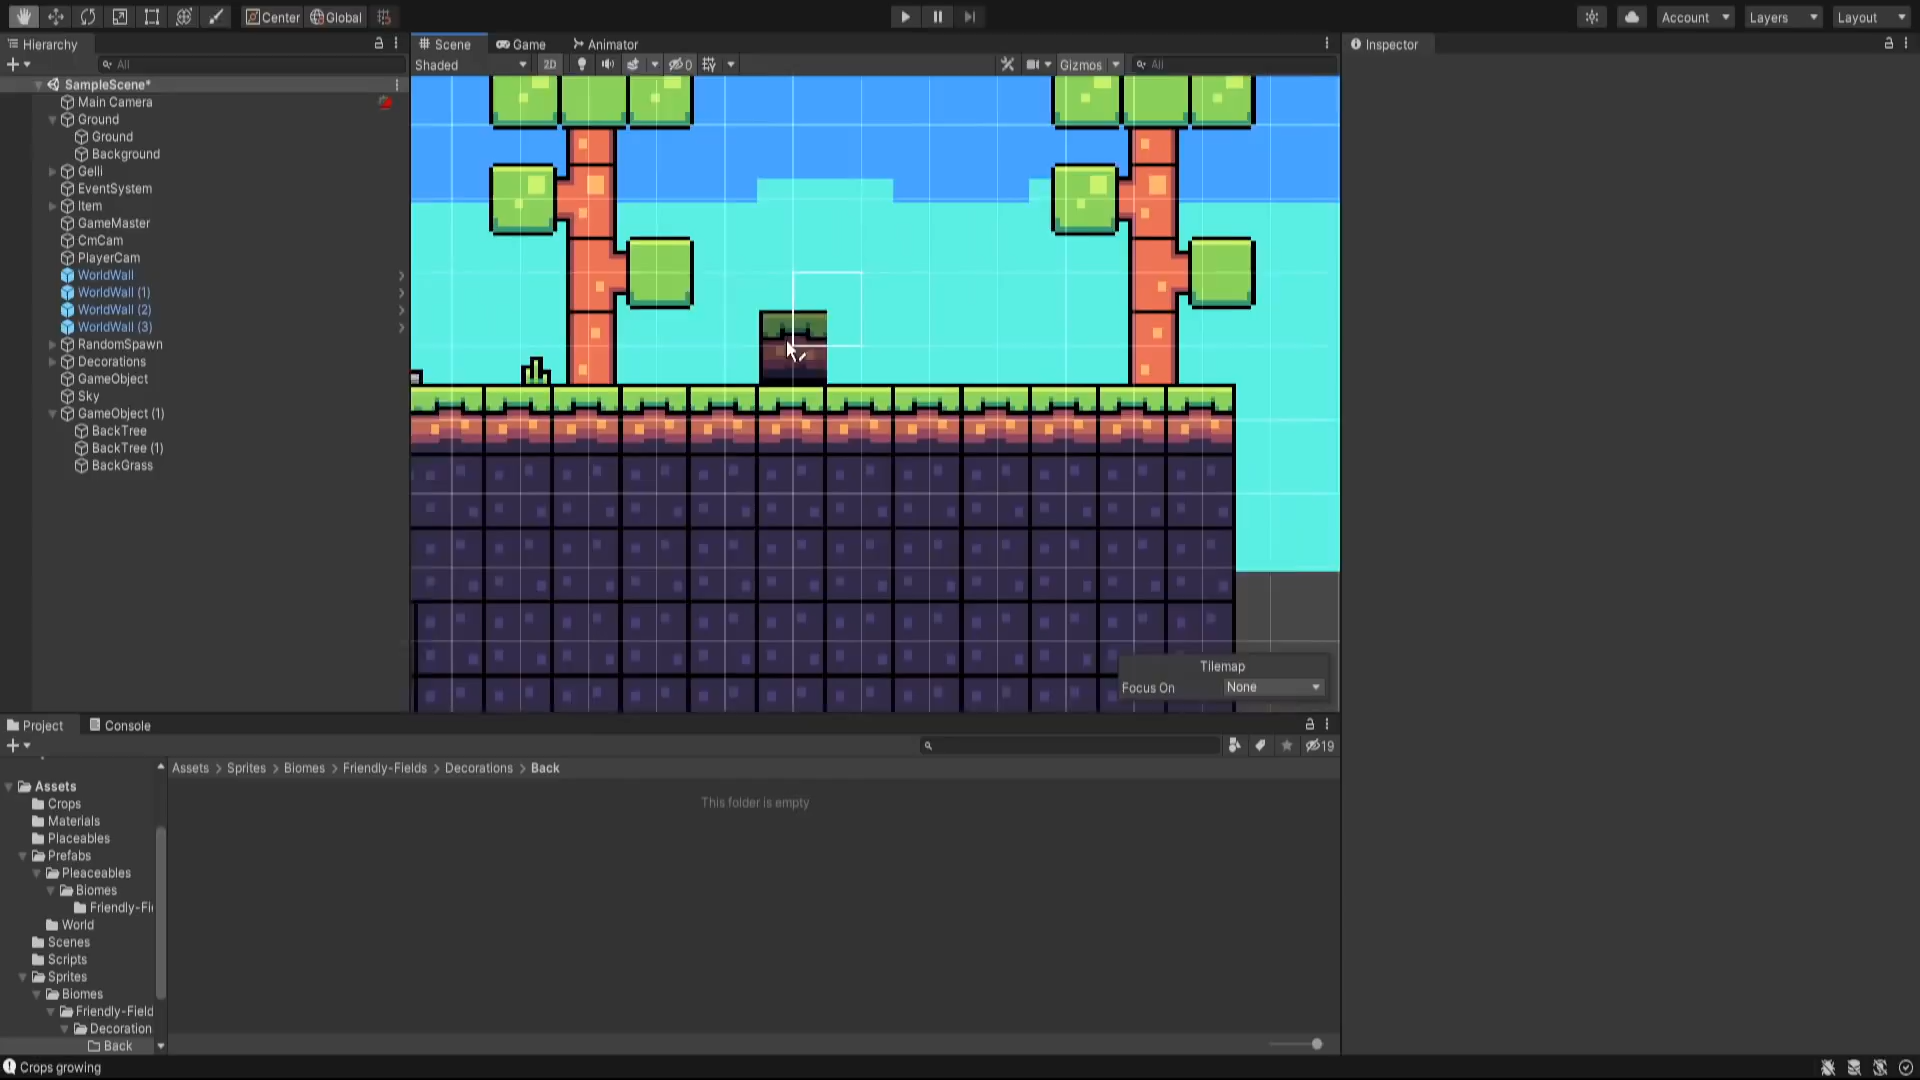 Center Global
Account Layers Layout
Hierarchy
All
SampleScene*
Main Camera
Ground
Ground
Background
Gelli
EventSystem
Item
GameMaster
CmCam
PlayerCam
WorldWall
WorldWall (1)
WorldWall (2)
WorldWall (3)
RandomSpawn
Decorations
GameObject
Sky
GameObject (1)
BackTree
BackTree (1)
BackGrass
Scene Game Animator
Shaded 2D 0 Gizmos All
Tilemap
Focus On None
Inspector
Project Console
19
Assets > Sprites > Biomes > Friendly-Fields > Decorations > Back
This folder is empty
Assets
Crops
Materials
Placeables
Prefabs
Pleaceables
Biomes
Friendly-Fi
World
Scenes
Scripts
Sprites
Biomes
Friendly-Field
Decoration
Back
Crops growing